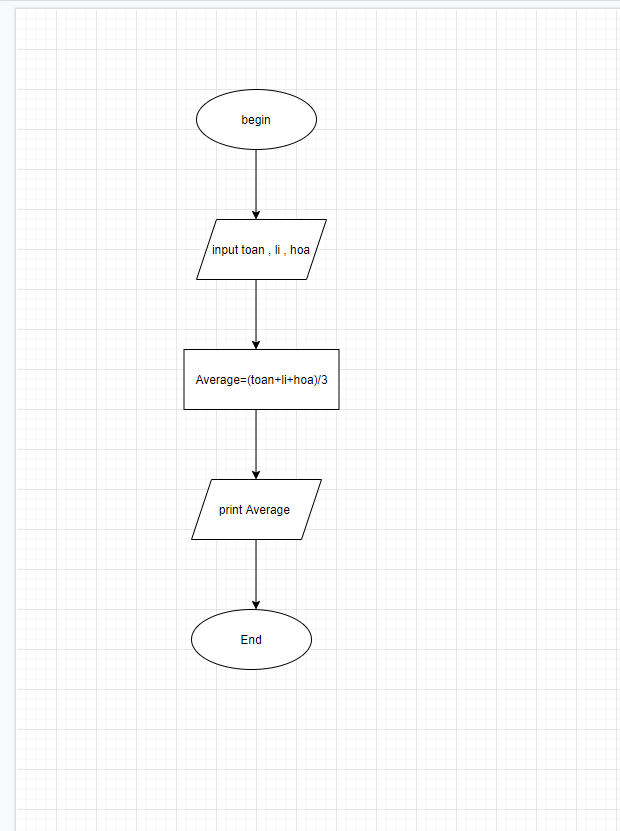 begin
input toan , li , hoa
Average=(toan+li+hoa)/3
print Average
End